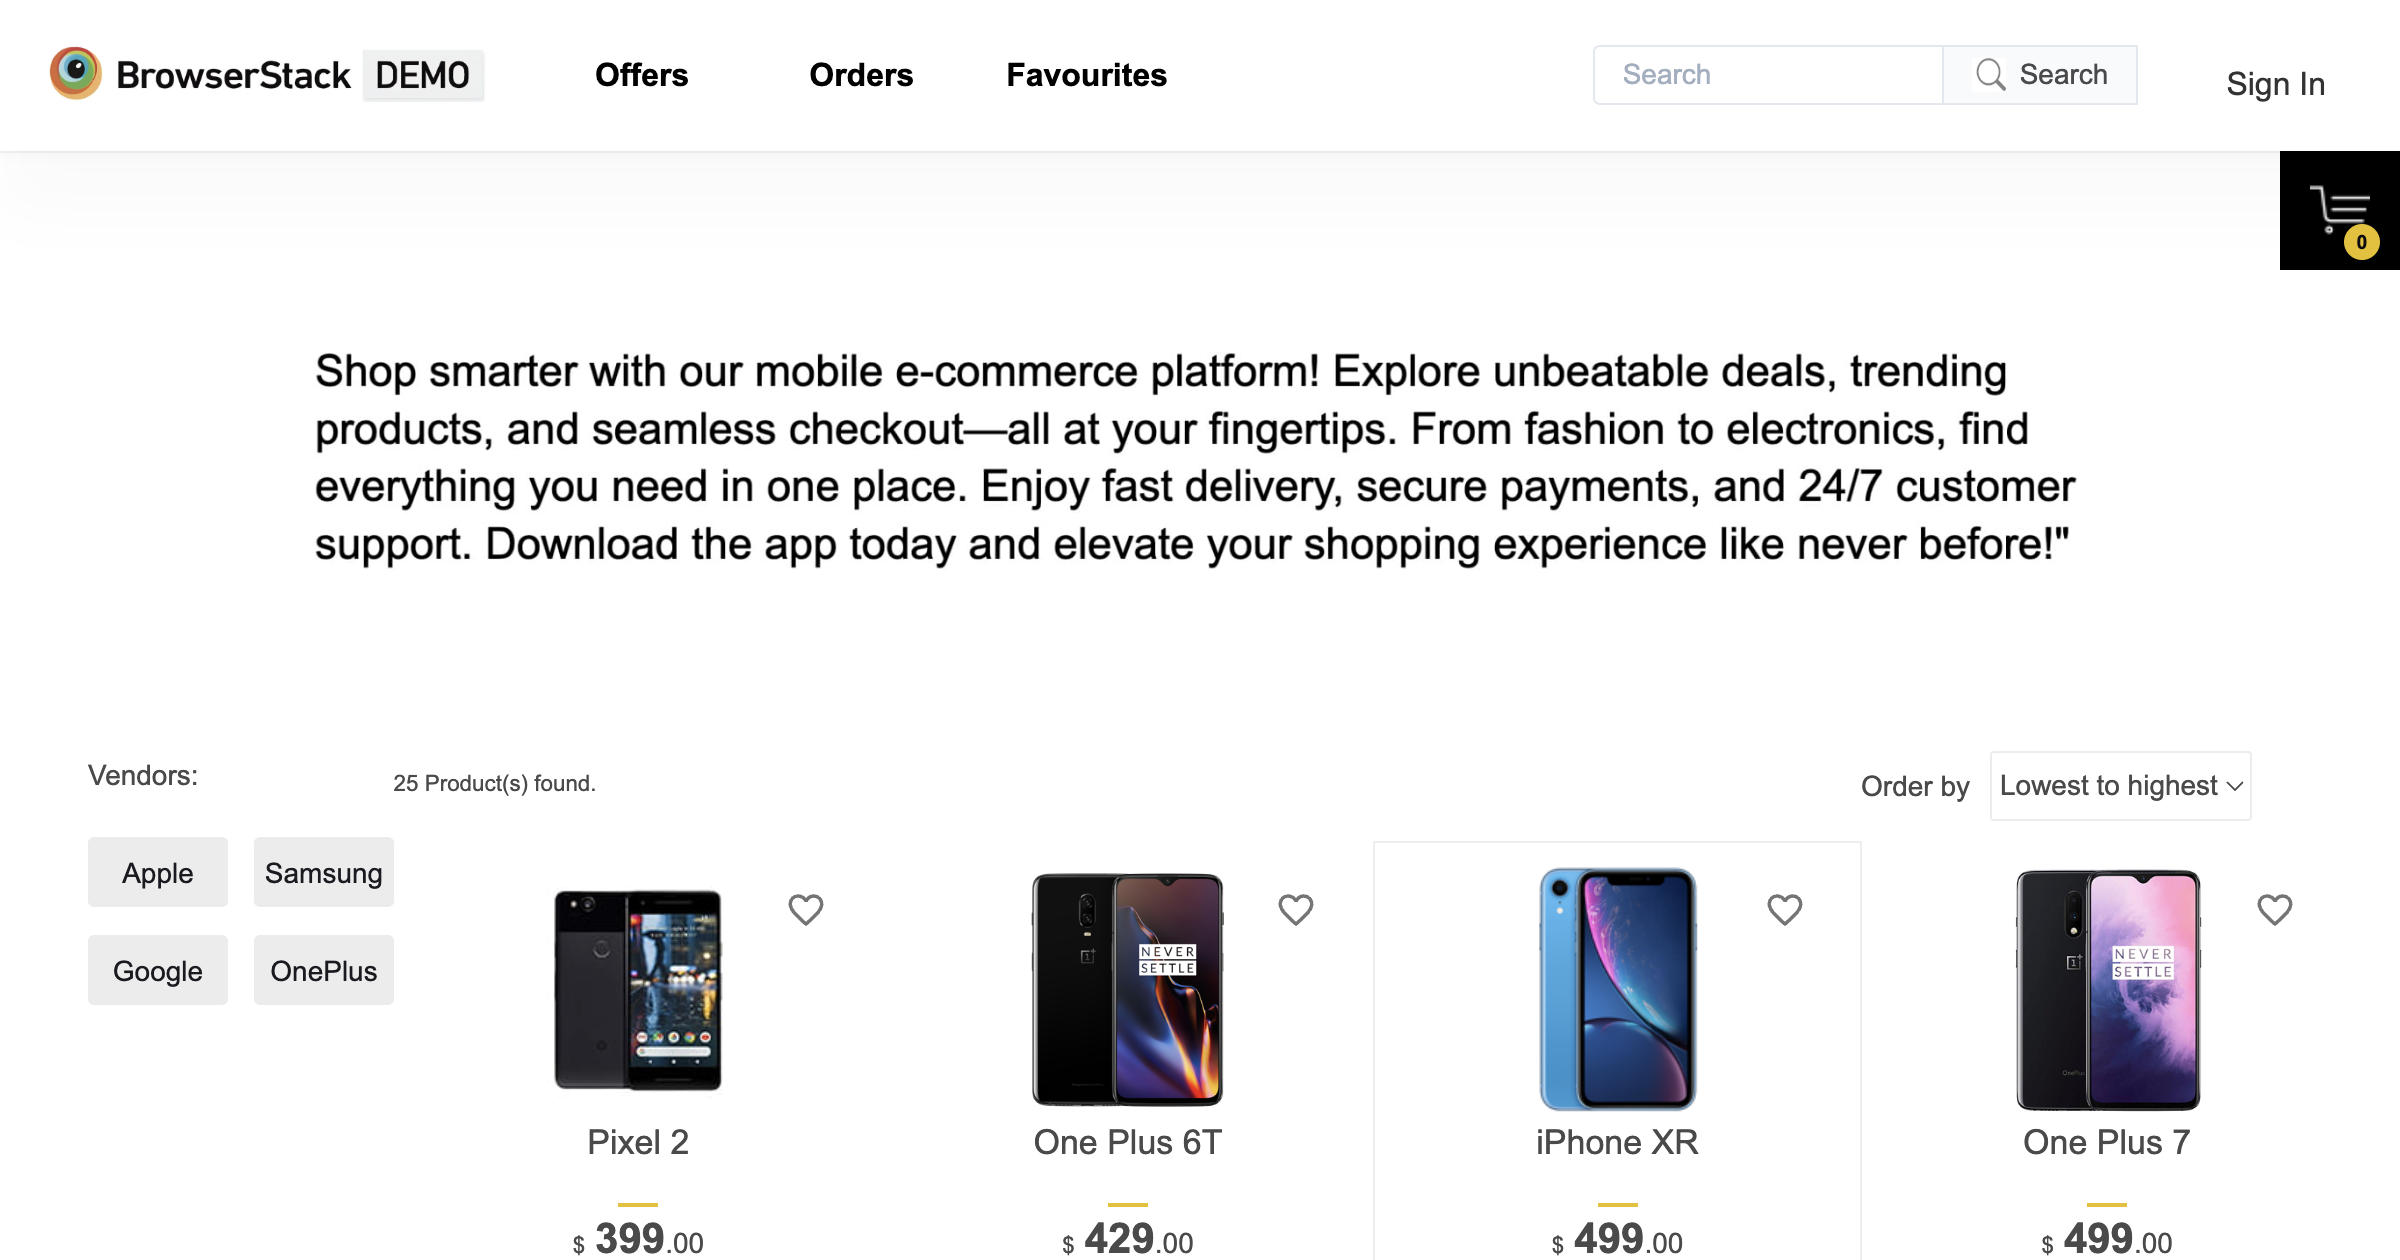 BrowserStack DEMO
Offers
Orders
Favourites
Search
Search
Sign In
0
Shop smarter with our mobile e-commerce platform! Explore unbeatable deals, trending
products, and seamless checkout—all at your fingertips. From fashion to electronics, find
everything you need in one place. Enjoy fast delivery, secure payments, and 24/7 customer
support. Download the app today and elevate your shopping experience like never before!"
Vendors:
25 Product(s) found.
Order by
Lowest to highest
Apple
Samsung
Google
OnePlus
NEVER
SETTLE
NEVER
SETTLE
OnePlus
Pixel 2
One Plus 6T
iPhone XR
One Plus 7
$ 399.00
$ 429.00
$ 499.00
$ 499.00